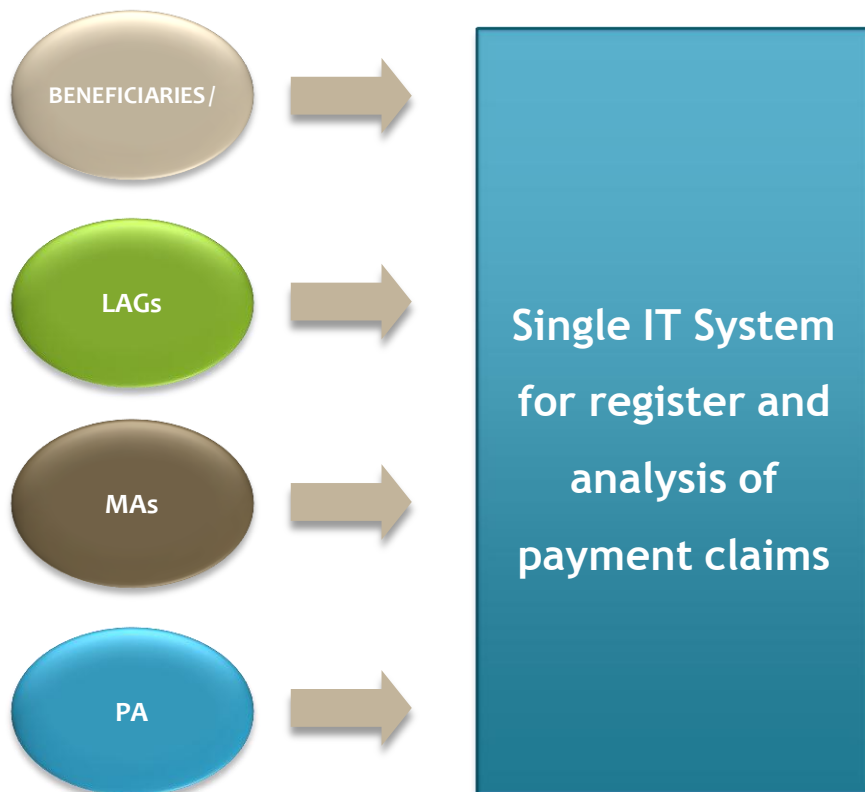 BENEFICIARIES/
LAGs
MAs
PA
Single IT System
for register and
analysis of
payment claims